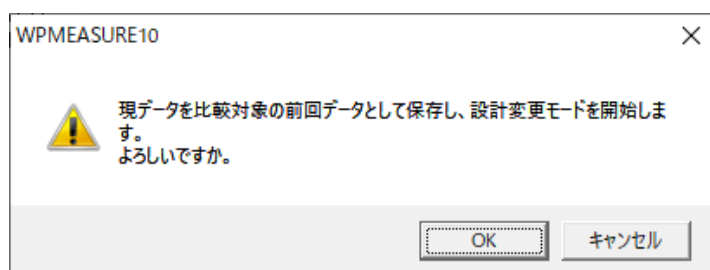 WPMEASURE10
現データを比較対象の前回データとして保存し、設計変更モードを開始しま
す。
よろしいですか。
OK
キャンセル